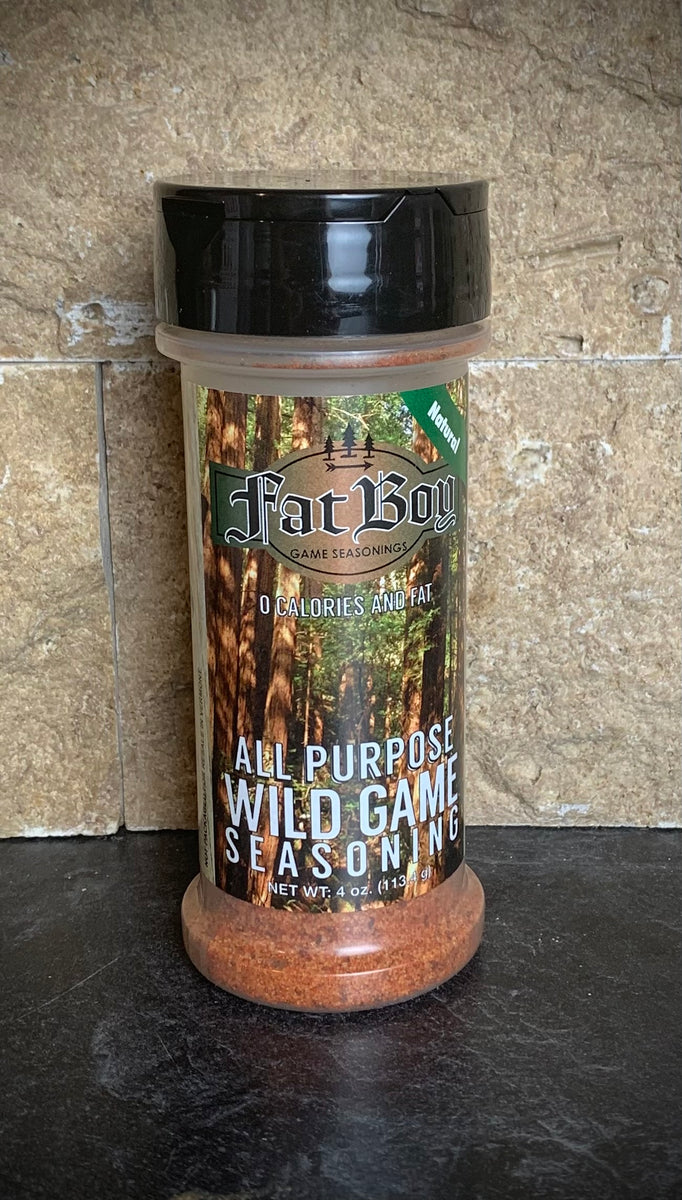 Natural
Fat Boy
GAME SEASONINGS
0 CALORIES AND FAT
ALL PURPOSE
WILD GAME
SEASONING
NET WT: 4 oz. (113.4 g)